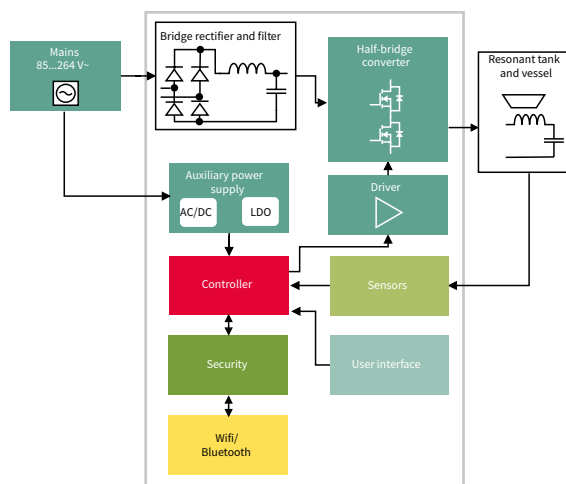 Bridge rectifier and filter
Mains
85...264 V~
Half-bridge
converter
Resonant tank
and vessel
Auxiliary power
supply
AC/DC
LDO
Driver
Controller
Sensors
Security
User interface
Wifi/
Bluetooth